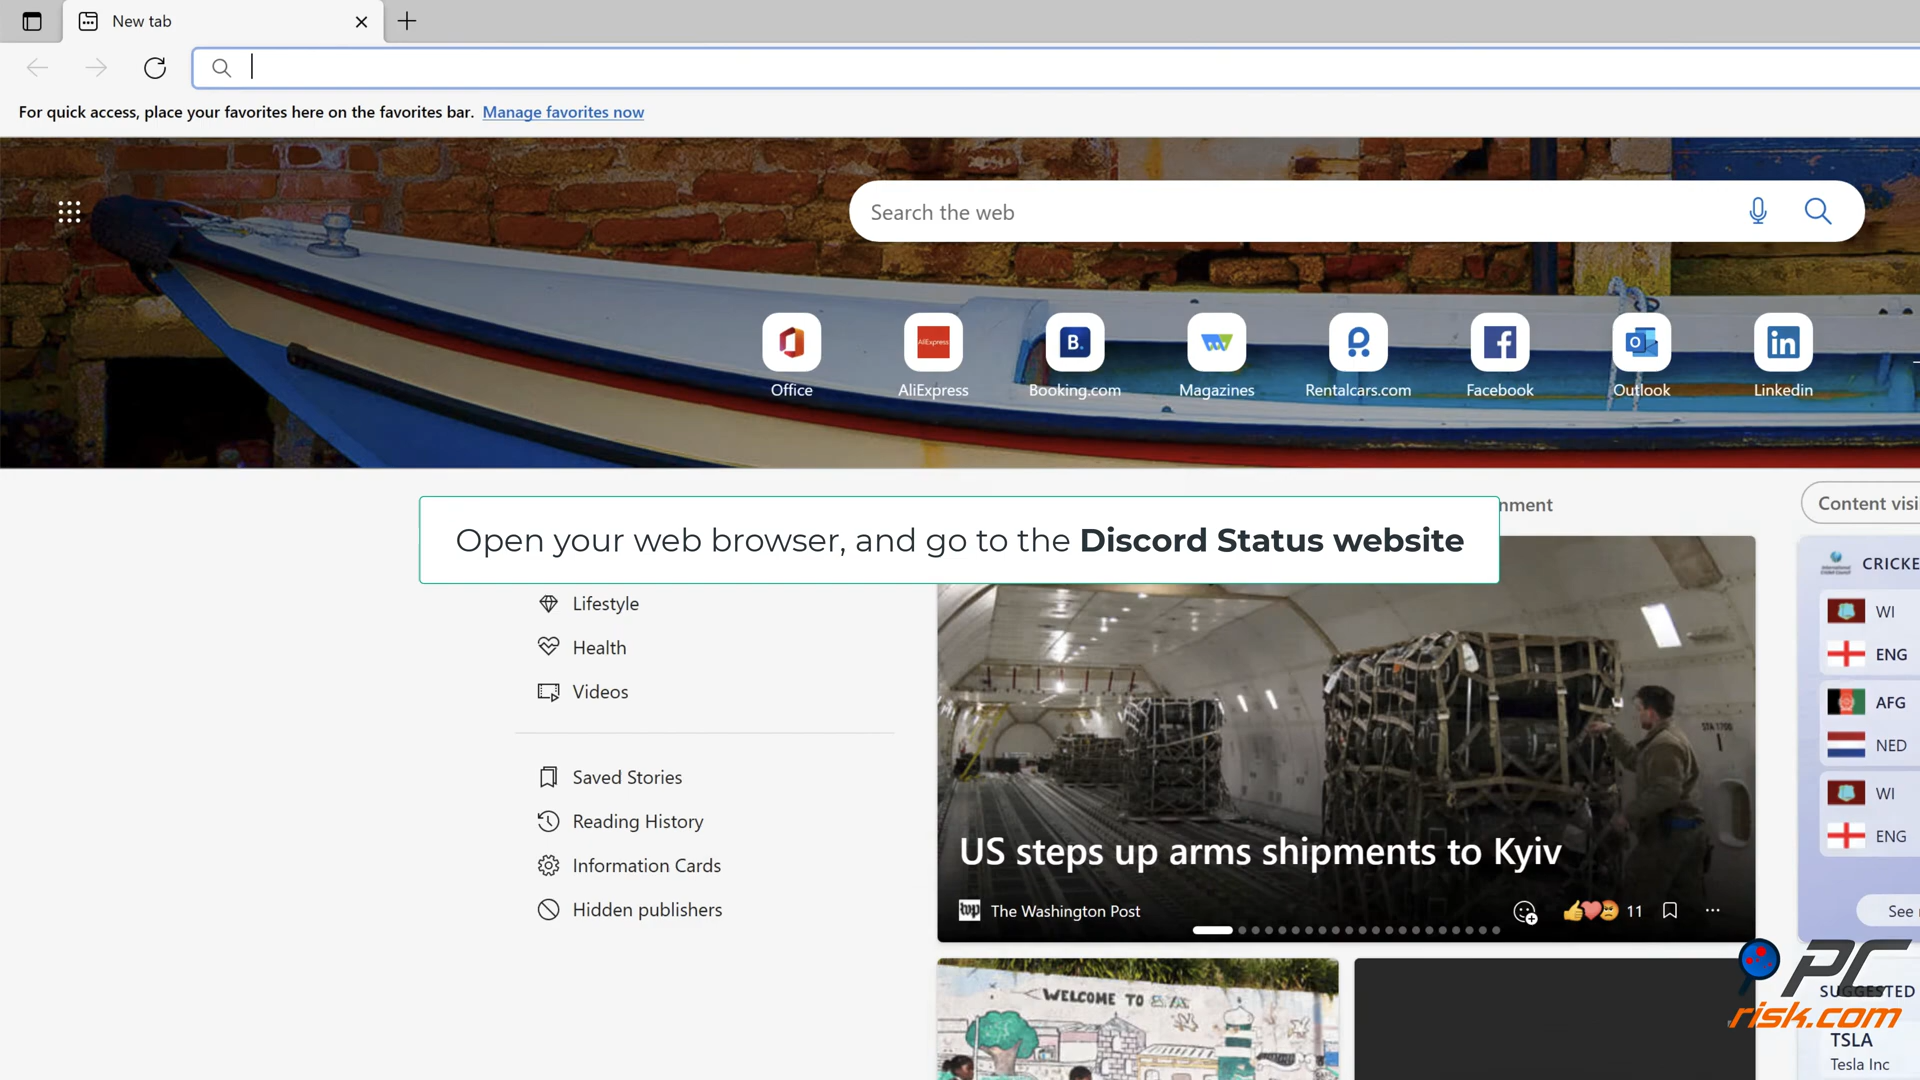 New tab
For quick access, place your favorites here on the favorites bar. Manage favorites now
Search the web
AliExpress
B.
Office
AliExpress
Booking.com
Magazines
Rentalcars.com
Facebook
Outlook
Linkedin
nment
Content visi
Open your web browser, and go to the Discord Status website
Lifestyle
Health
Videos
Saved Stories
Reading History
Information Cards
Hidden publishers
US steps up arms shipments to Kyiv
wp The Washington Post
11
WELCOME TO
CRICKE
WI
ENG
AFG
NED
WI
ENG
See
PC
risk.com
SUGGESTED
TSLA
Tesla Inc